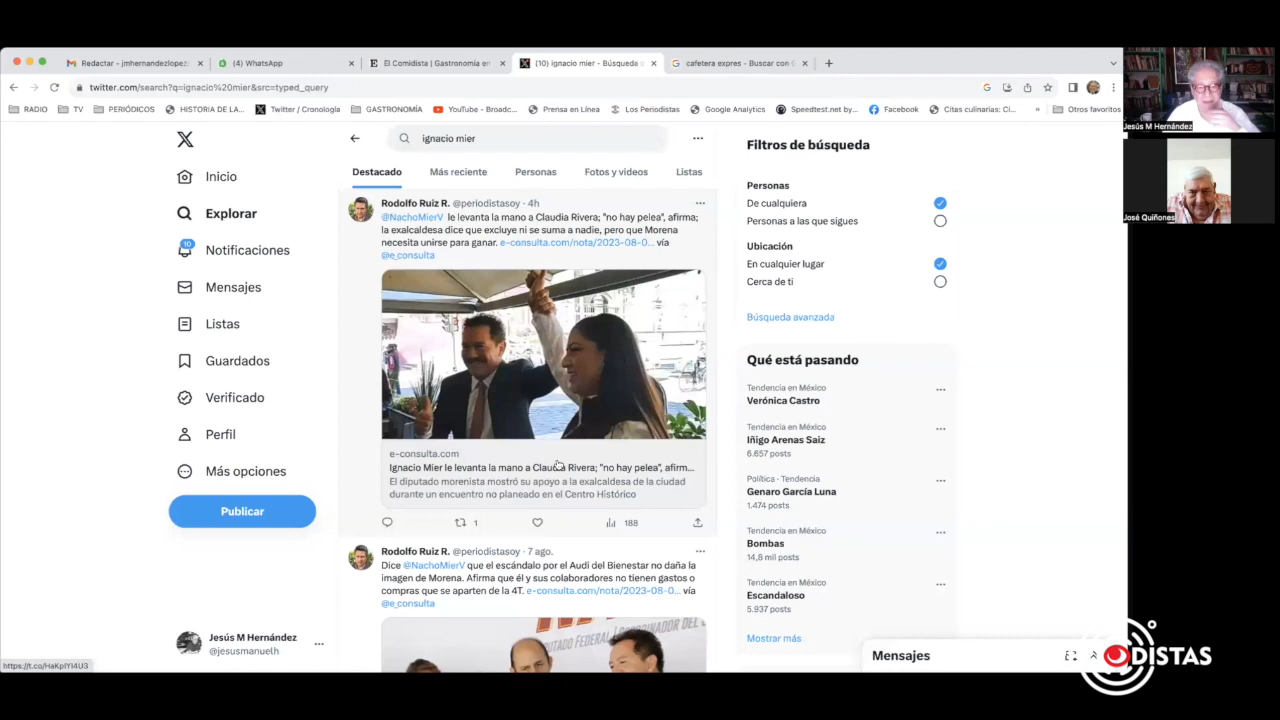 Redactar - jmhernandezlopez
(4) WhatsApp
El Comidista | Gastronomía en
(10) ignacio mier - Búsqueda
cafetera expres - Buscar con
twitter.com/search?q=ignacio%20mier&src=typed_query
RADIO
TV
PERIÓDICOS
HISTORIA DE LA...
Twitter / Cronología
GASTRONOMÍA
YouTube - Broadc...
Prensa en Línea
Los Periodistas
Google Analytics
Speedtest.net by...
Facebook
Citas culinarias: Ci...
»
Otros favoritos
Jesús M Hernández
José Quiñones
Inicio
Explorar
10
Notificaciones
Mensajes
Listas
Guardados
Verificado
Perfil
Más opciones
Publicar
Jesús M Hernández
@jesusmanuelh
https://t.co/HaKpIYI4U3
ignacio mier
Destacado
Más reciente
Personas
Fotos y videos
Listas
Rodolfo Ruiz R. @periodistasoy · 4h
@NachoMierV le levanta la mano a Claudia Rivera; "no hay pelea", afirma;
la exalcaldesa dice que excluye ni se suma a nadie, pero que Morena
necesita unirse para ganar. e-consulta.com/nota/2023-08-0... vía
@e_consulta
e-consulta.com
Ignacio Mier le levanta la mano a Claudia Rivera; "no hay pelea", afirm...
El diputado morenista mostró su apoyo a la exalcaldesa de la ciudad
durante un encuentro no planeado en el Centro Histórico
1
188
Rodolfo Ruiz R. @periodistasoy · 7 ago.
Dice @NachoMierV que el escándalo por el Audi del Bienestar no daña la
imagen de Morena. Afirma que él y sus colaboradores no tienen gastos o
compras que se aparten de la 4T. e-consulta.com/nota/2023-08-0... vía
@e_consulta
Filtros de búsqueda
Personas
De cualquiera
Personas a las que sigues
Ubicación
En cualquier lugar
Cerca de ti
Búsqueda avanzada
Qué está pasando
Tendencia en México
Verónica Castro
Tendencia en México
Iñigo Arenas Saiz
6.657 posts
Política · Tendencia
Genaro García Luna
1.474 posts
Tendencia en México
Bombas
14,8 mil posts
Tendencia en México
Escandaloso
5.937 posts
Mostrar más
Mensajes
DISTAS